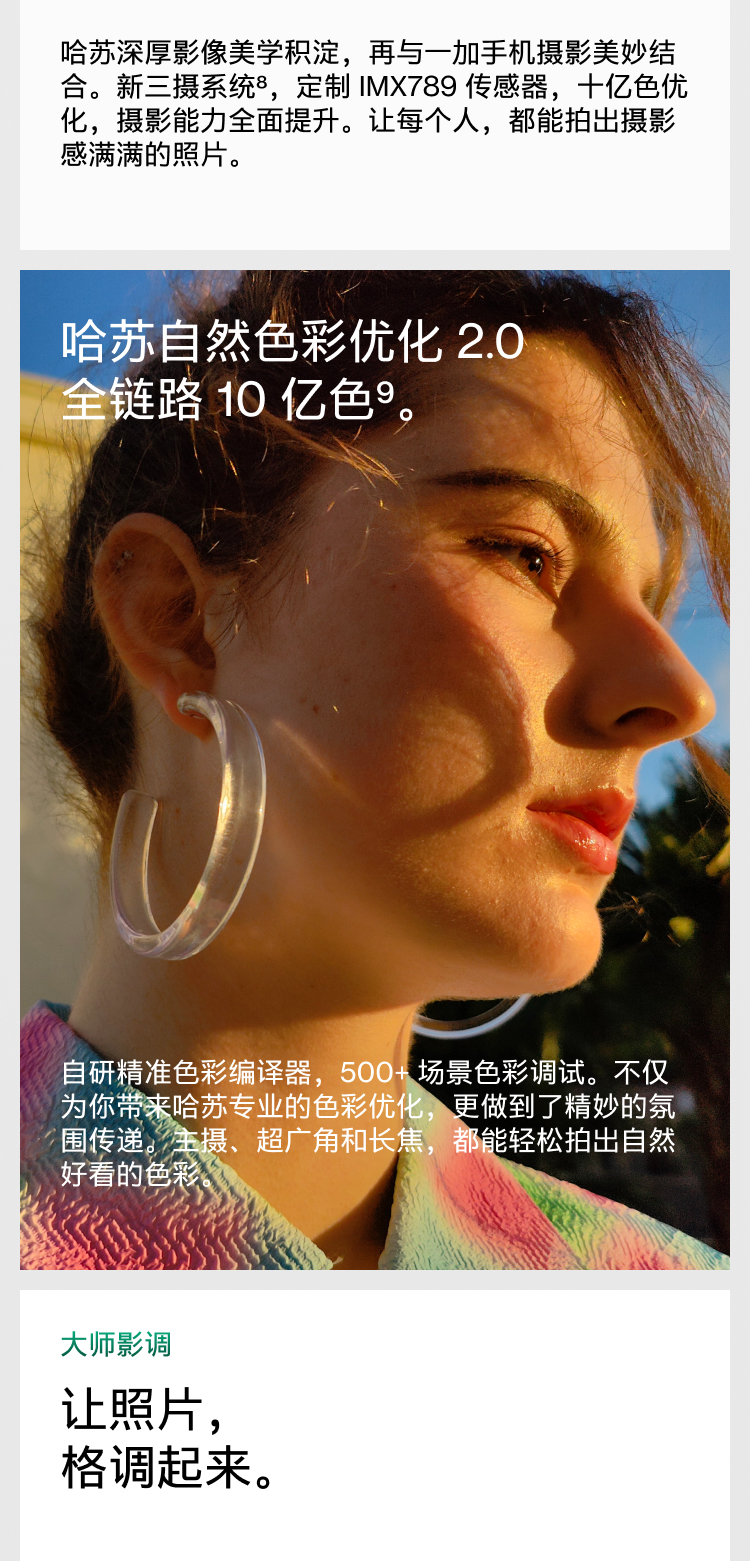 哈苏深厚影像美学积淀，再与一加手机摄影美妙结
合。新三摄系统⁸，定制 IMX789 传感器，十亿色优
化，摄影能力全面提升。让每个人，都能拍出摄影
感满满的照片。
哈苏自然色彩优化 2.0
全链路 10 亿色⁹。
自研精准色彩编译器，500+ 场景色彩调试。不仅
为你带来哈苏专业的色彩优化，更做到了精妙的氛
围传递。主摄、超广角和长焦，都能轻松拍出自然
好看的色彩。
大师影调
让照片，
格调起来。